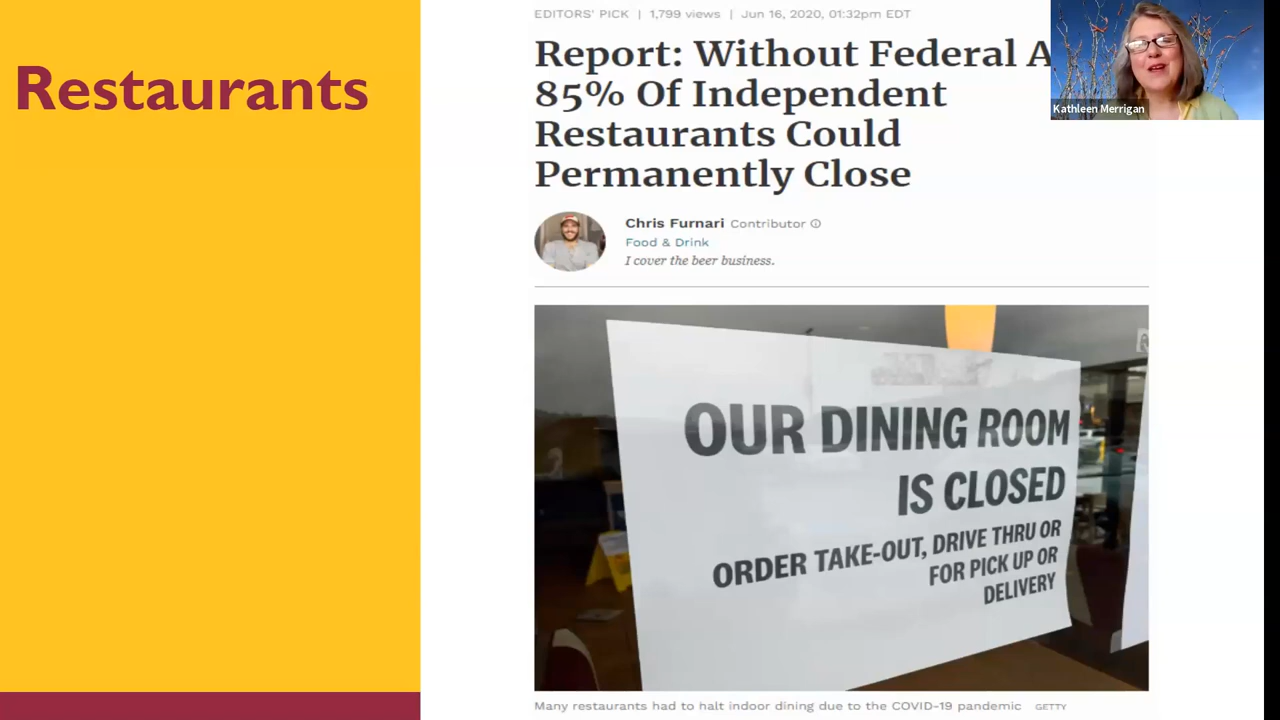 Restaurants
EDITORS' PICK | 1,799 views | Jun 16, 2020, 01:32pm EDT
Report: Without Federal A
85% Of Independent
Restaurants Could
Permanently Close
Kathleen Merrigan
Chris Furnari Contributor
Food & Drink
I cover the beer business.
OUR DINING ROOM
IS CLOSED
ORDER TAKE-OUT, DRIVE THRU OR
FOR PICK UP OR
DELIVERY
Many restaurants had to halt indoor dining due to the COVID-19 pandemic GETTY